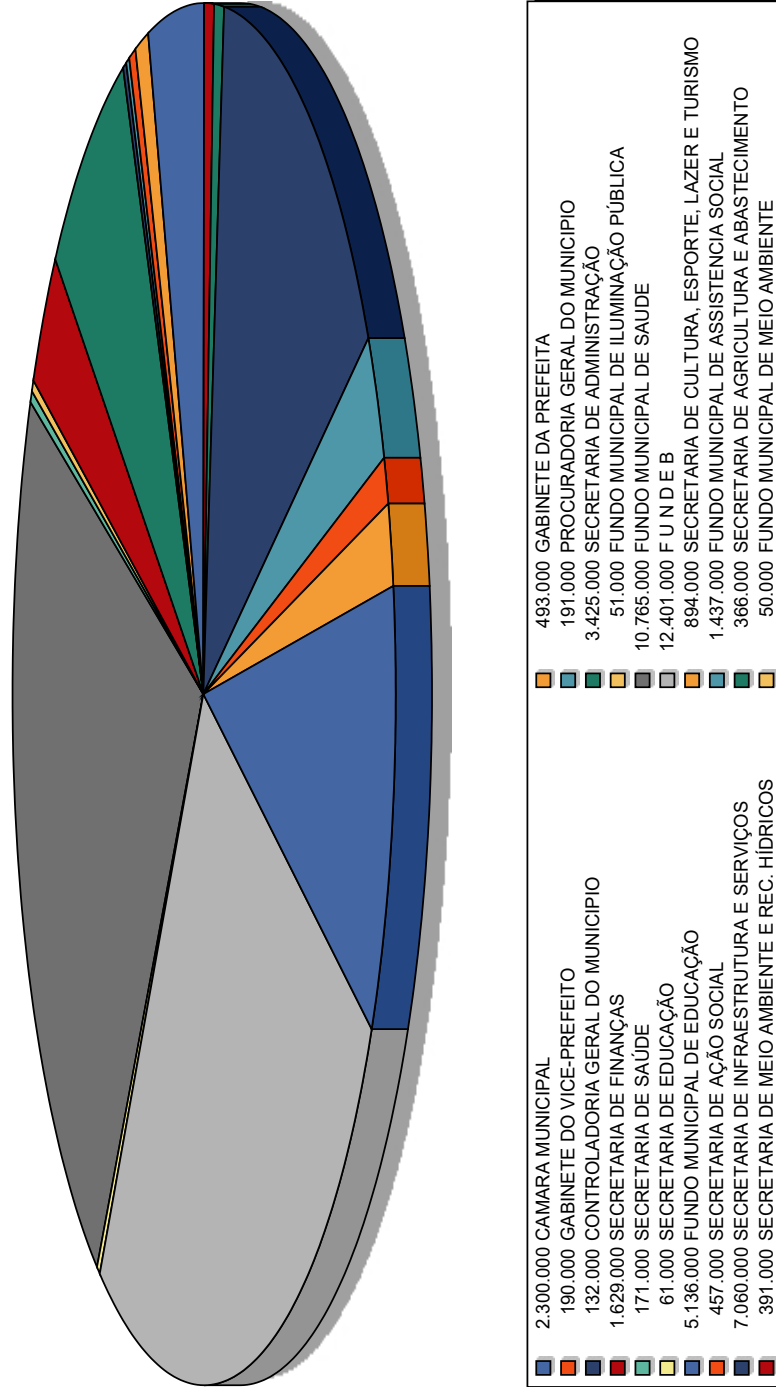 2.300.000 CAMARA MUNICIPAL
190.000 GABINETE DO VICE-PREFEITO
132.000 CONTROLADORIA GERAL DO MUNICIPIO
1.629.000 SECRETARIA DE FINANÇAS
171.000 SECRETARIA DE SAÚDE
61.000 SECRETARIA DE EDUCAÇÃO
5.136.000 FUNDO MUNICIPAL DE EDUCAÇÃO
457.000 SECRETARIA DE AÇÃO SOCIAL
7.060.000 SECRETARIA DE INFRAESTRUTURA E SERVIÇOS
391.000 SECRETARIA DE MEIO AMBIENTE E REC. HÍDRICOS
493.000 GABINETE DA PREFEITA
191.000 PROCURADORIA GERAL DO MUNICIPIO
3.425.000 SECRETARIA DE ADMINISTRAÇÃO
51.000 FUNDO MUNICIPAL DE ILUMINAÇÃO PÚBLICA
10.765.000 FUNDO MUNICIPAL DE SAUDE
12.401.000 F U N D E B
894.000 SECRETARIA DE CULTURA, ESPORTE, LAZER E TURISMO
1.437.000 FUNDO MUNICIPAL DE ASSISTENCIA SOCIAL
366.000 SECRETARIA DE AGRICULTURA E ABASTECIMENTO
50.000 FUNDO MUNICIPAL DE MEIO AMBIENTE